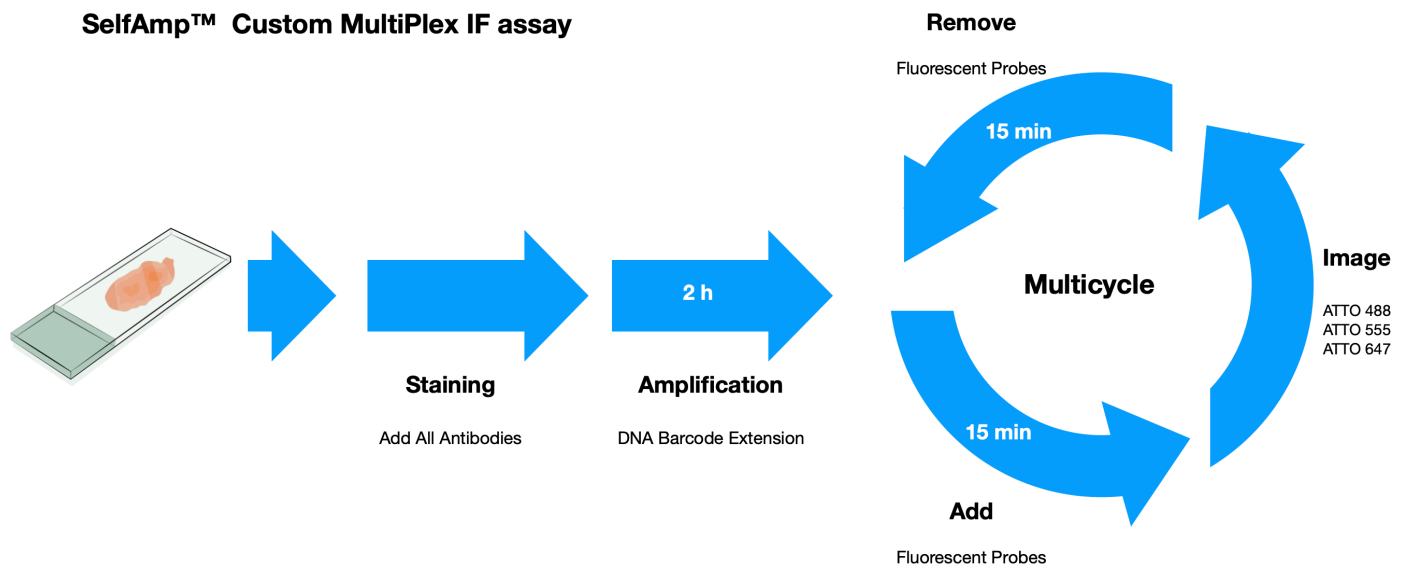 SelfAmp™ Custom MultiPlex IF assay
Remove
Fluorescent Probes
15 min
2 h
Staining
Add All Antibodies
Amplification
DNA Barcode Extension
Multicycle
Image
ATTO 488
ATTO 555
ATTO 647
15 min
Add
Fluorescent Probes